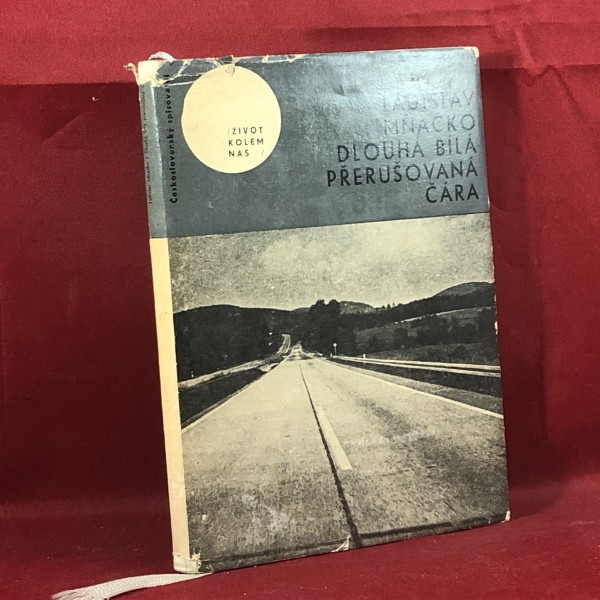 LADISLAV
MŇAČKO
DLOUHÁ BÍLÁ
PŘERUŠOVANÁ
ČÁRA
/ŽIVOT
KOLEM
NÁS /
Československý spisovatel